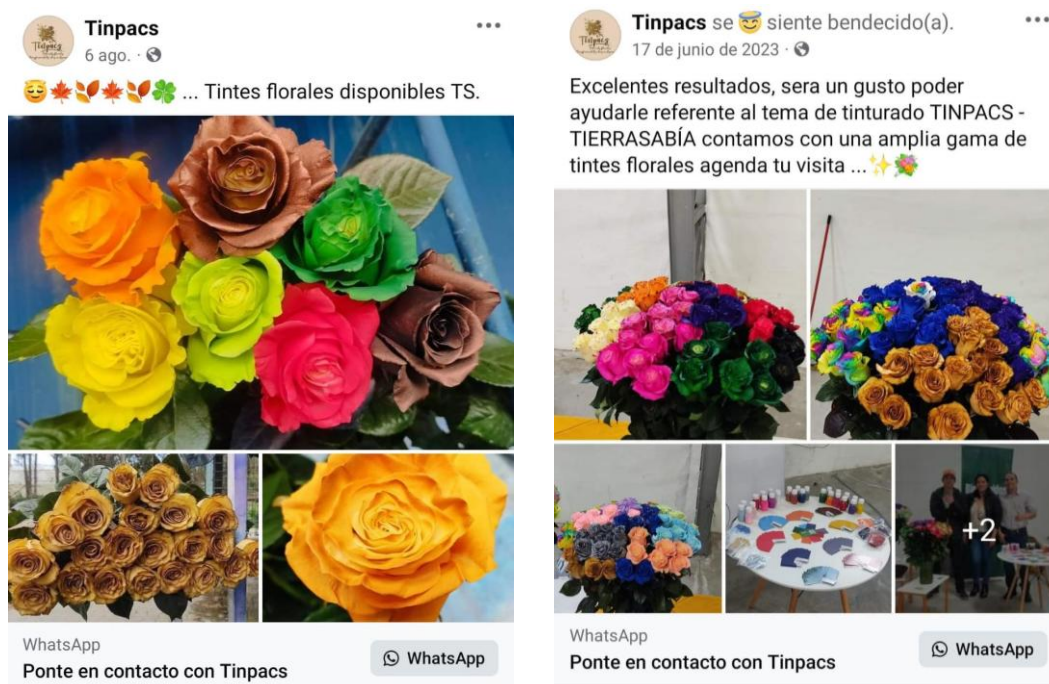 Tinpacs
6 ago.
... Tintes florales disponibles TS.
WhatsApp
Ponte en contacto con Tinpacs
WhatsApp
Tinpacs se 😇 siente bendecido(a).
17 de junio de 2023
Excelentes resultados, sera un gusto poder
ayudarle referente al tema de tinturado TINPACS -
TIERRASABÍA contamos con una amplia gama de
tintes florales agenda tu visita ...✨💐
+2
WhatsApp
Ponte en contacto con Tinpacs
WhatsApp